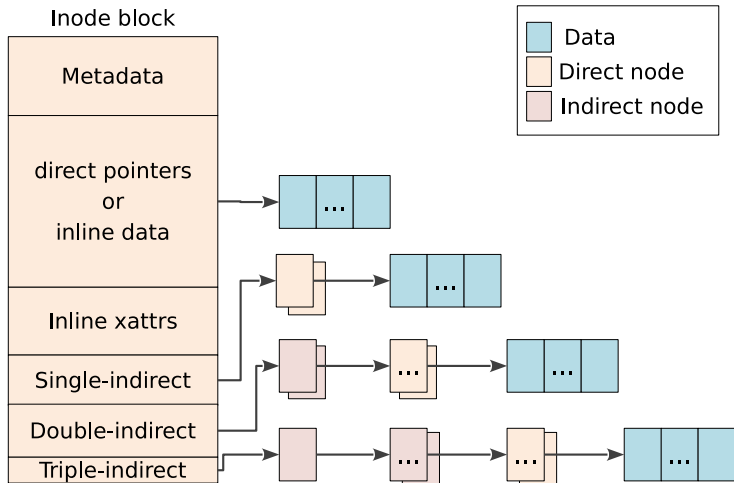 Inode block
Metadata
direct pointers
or
inline data
Inline xattrs
Single-indirect
Double-indirect
Triple-indirect
Data
Direct node
Indirect node
...
...
...
...
...
...
...